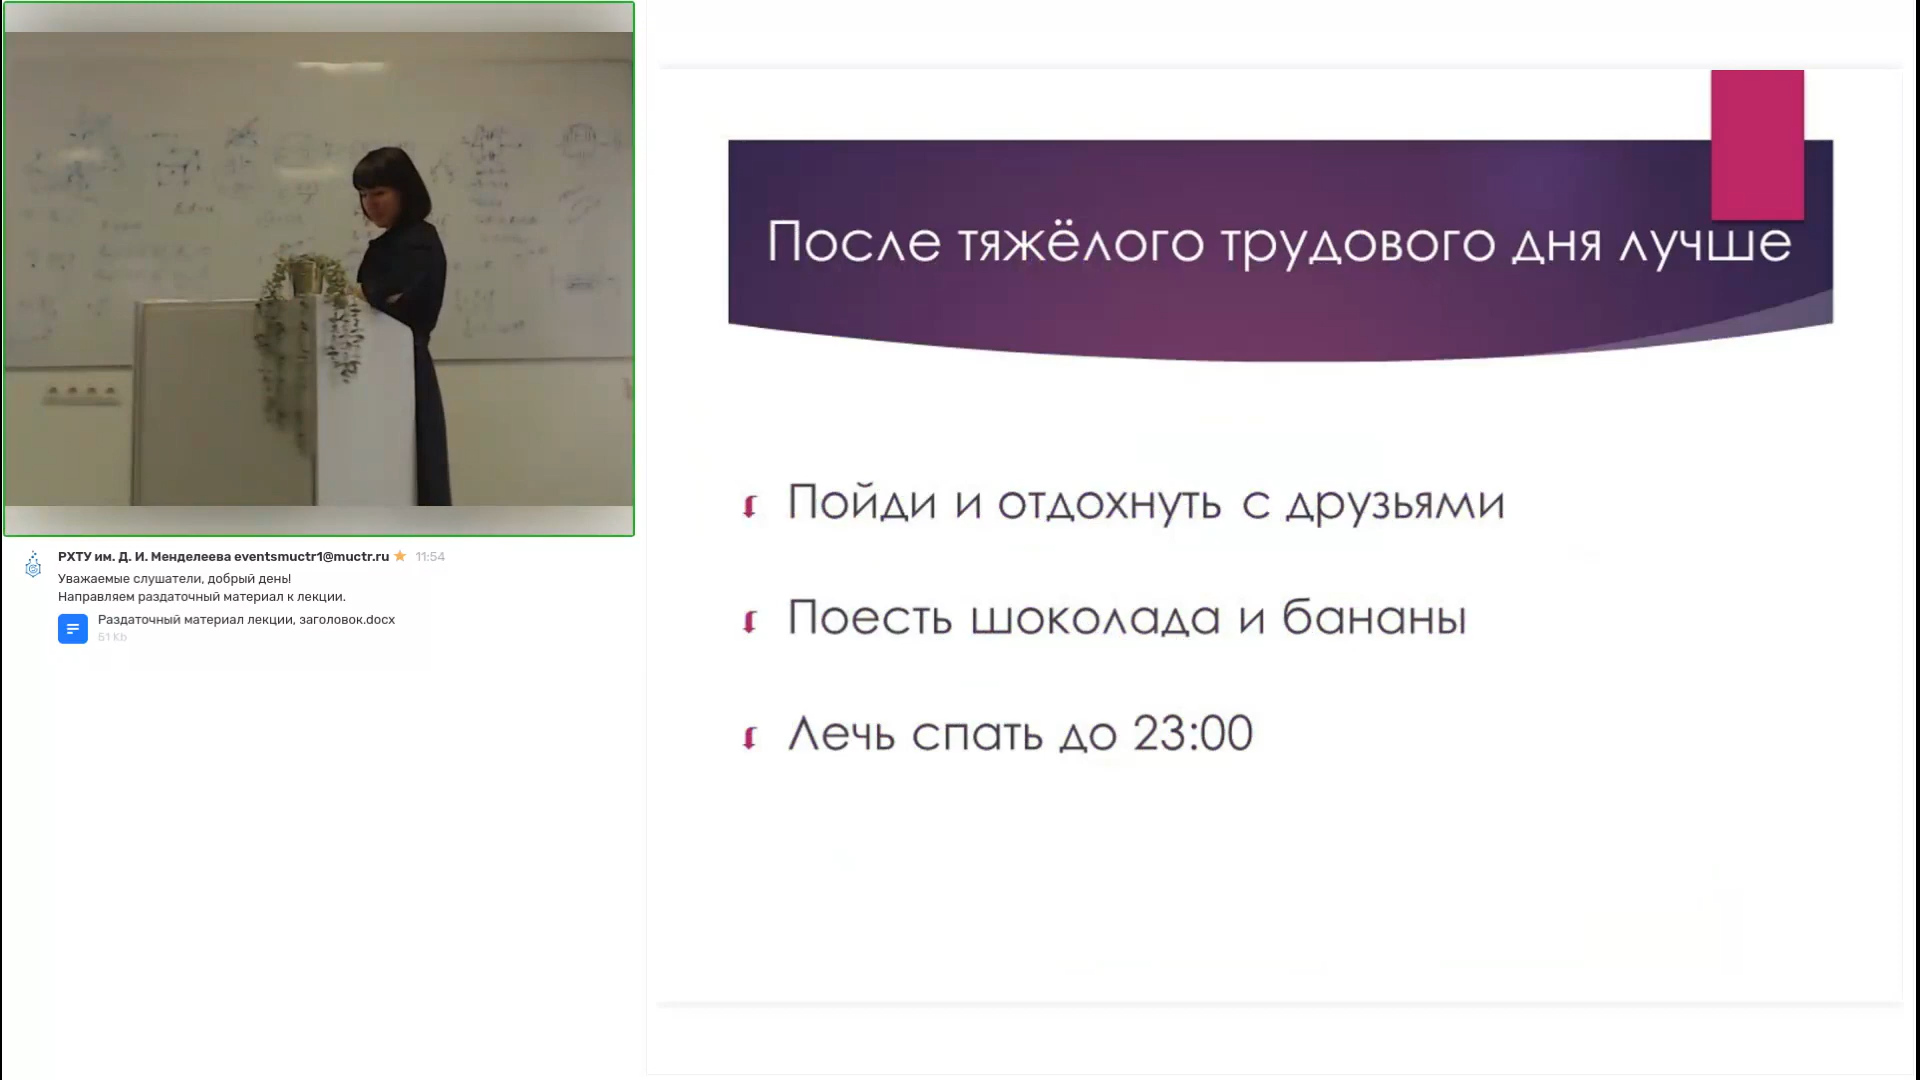 После тяжёлого трудового дня лучше
Пойди и отдохнуть с друзьями
Поесть шоколада и бананы
Лечь спать до 23:00
РХТУ им. Д. И. Менделеева eventsmuctr1@muctr.ru 11:54
Уважаемые слушатели, добрый день!
Направляем раздаточный материал к лекции.
Раздаточный материал лекции, заголовок.docx
51 Kb